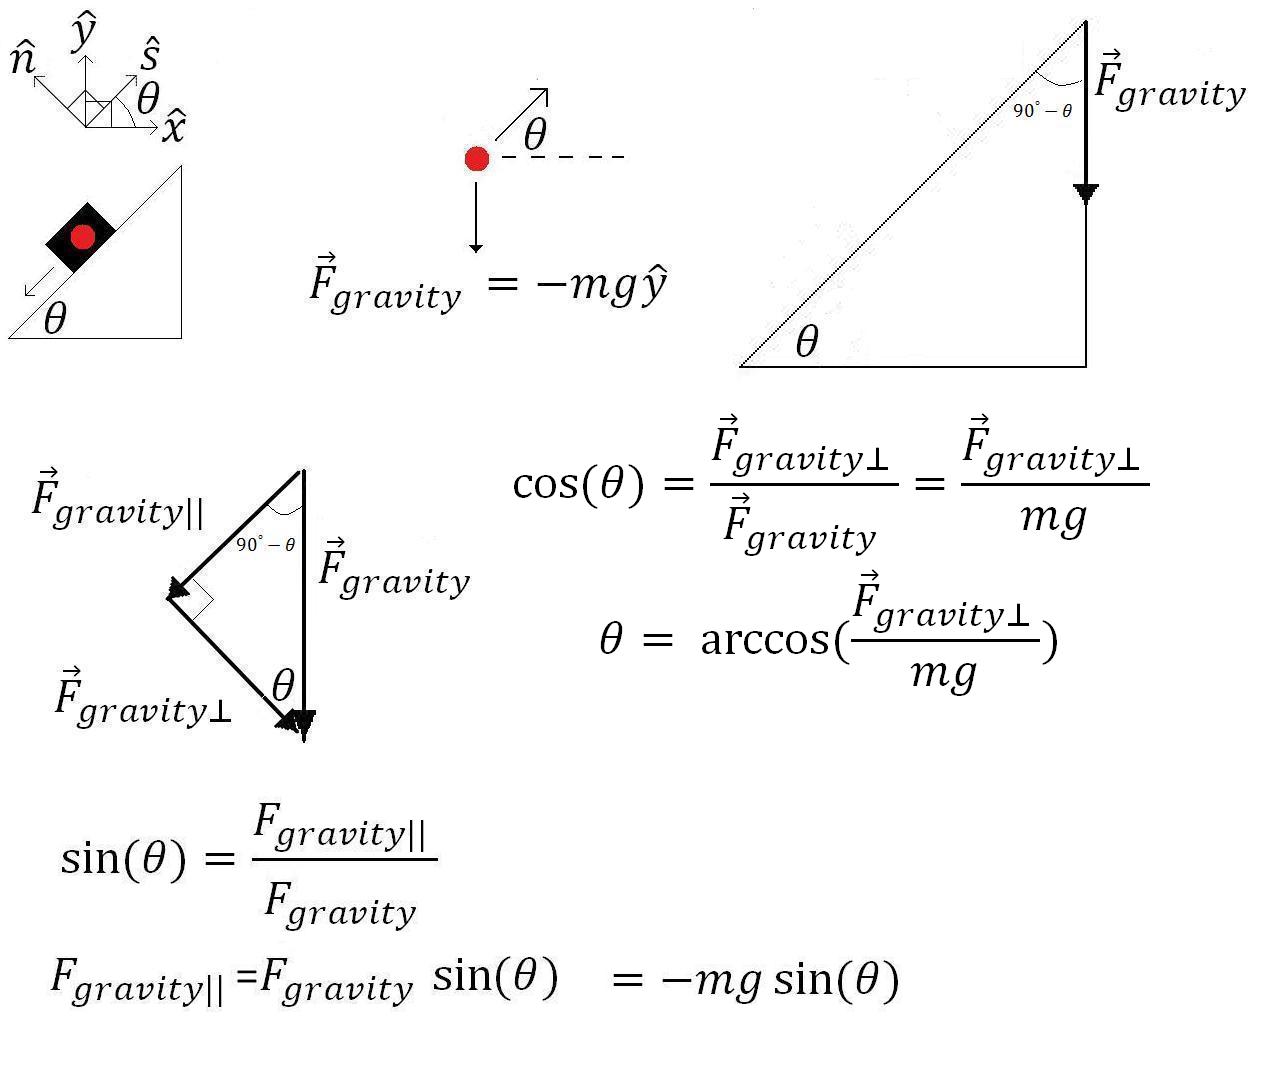 n̂ ŷ ŝ
θ
x̂
θ
θ
F⃗gravity = −mgŷ
90° − θ
F⃗gravity
θ
F⃗gravity||
90° − θ
F⃗gravity
θ
F⃗gravity⊥
cos(θ) = F⃗gravity⊥ / F⃗gravity = F⃗gravity⊥ / mg
θ = arccos(F⃗gravity⊥ / mg)
sin(θ) = Fgravity|| / Fgravity
Fgravity|| =Fgravity sin(θ) = −mg sin(θ)